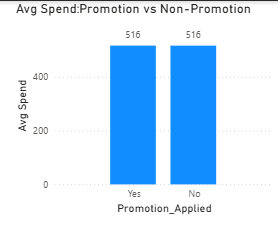 Avg Spend:Promotion vs Non-Promotion
516 516
400
200
0
Avg Spend
Yes No
Promotion_Applied